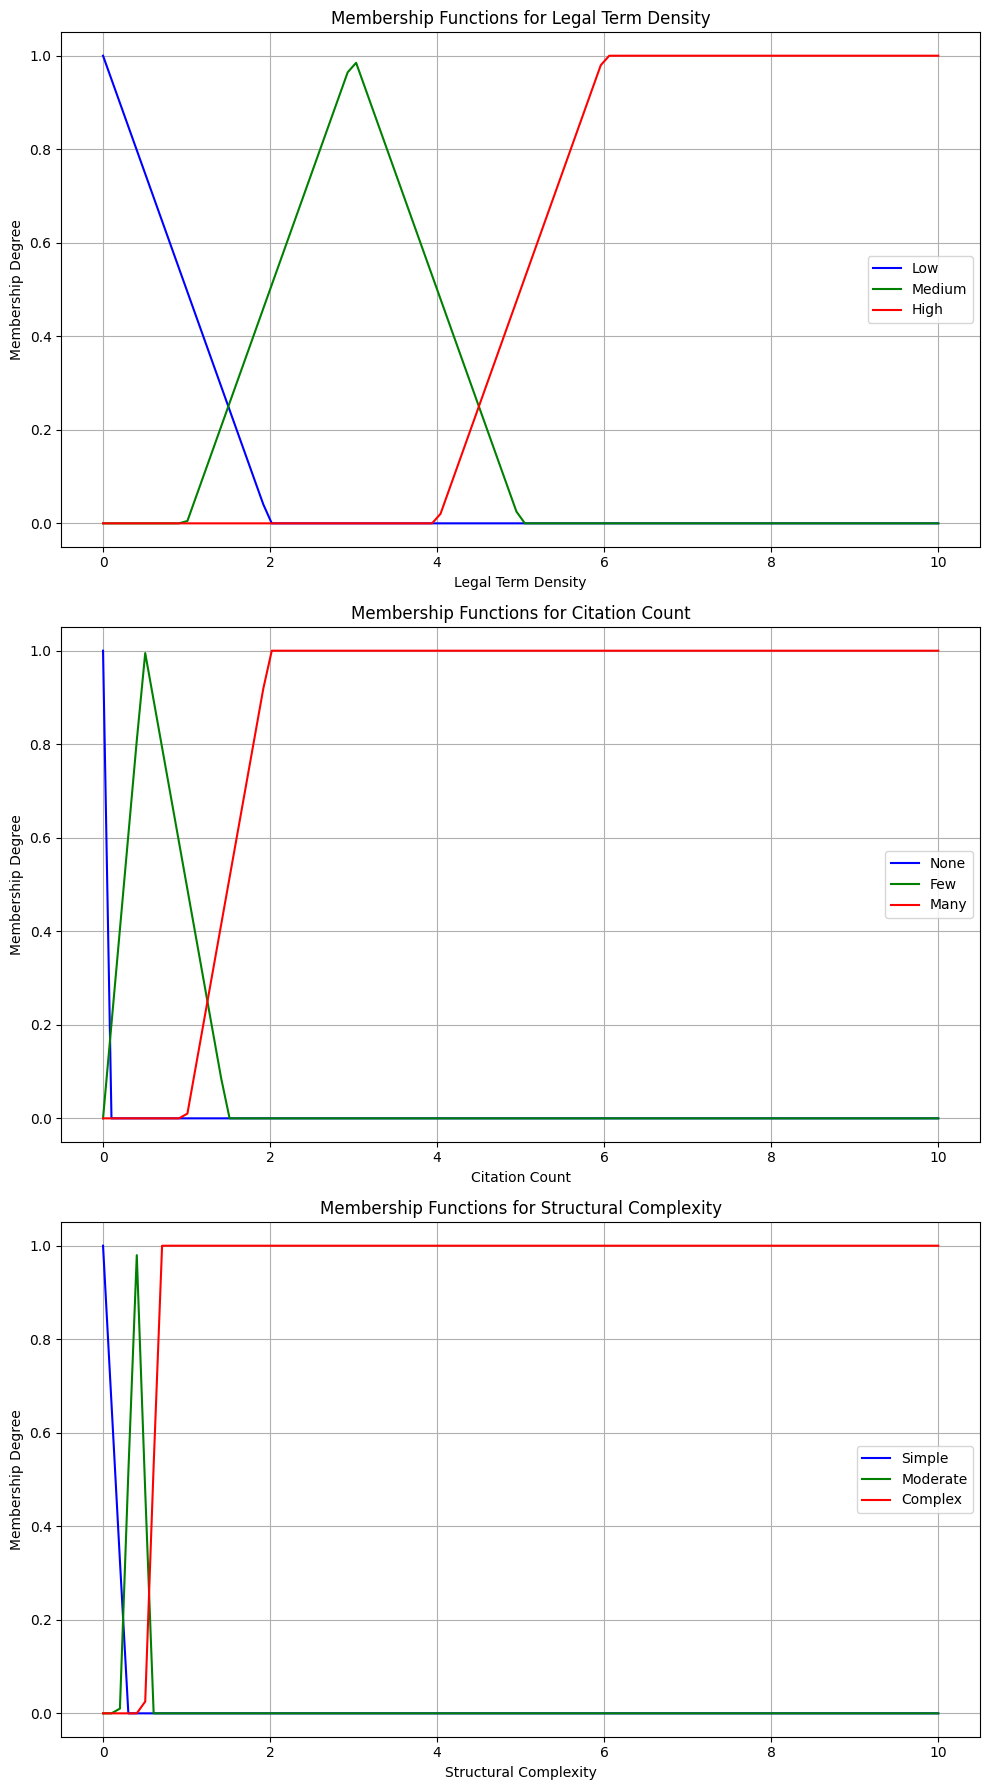 Membership Functions for Legal Term Density
1.0
0.8
0.6
0.4
0.2
0.0
Membership Degree
Low
Medium
High
0 2 4 6 8 10
Legal Term Density
Membership Functions for Citation Count
1.0
0.8
0.6
0.4
0.2
0.0
Membership Degree
None
Few
Many
0 2 4 6 8 10
Citation Count
Membership Functions for Structural Complexity
1.0
0.8
0.6
0.4
0.2
0.0
Membership Degree
Simple
Moderate
Complex
0 2 4 6 8 10
Structural Complexity